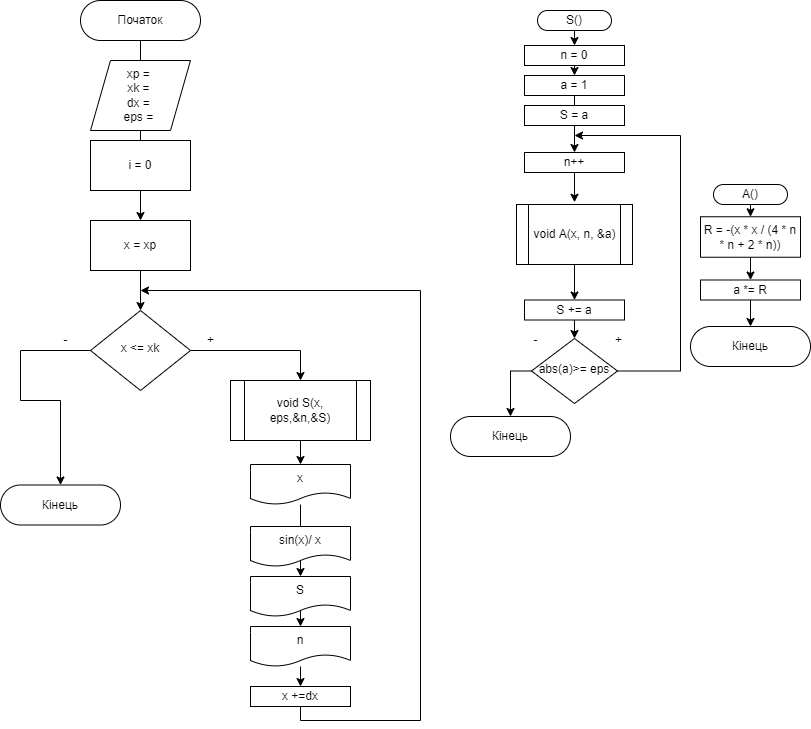 Початок
xp =
xk =
dx =
eps =
i = 0
x = xp
x <= xk
-
+
void S(x,
eps,&n,&S)
Кінець
x
sin(x)/ x
S
n
x +=dx
S()
n = 0
a = 1
S = a
n++
void A(x, n, &a)
S += a
-
+
abs(a)>= eps
Кінець
A()
R = -(x * x / (4 * n
* n + 2 * n))
a *= R
Кінець